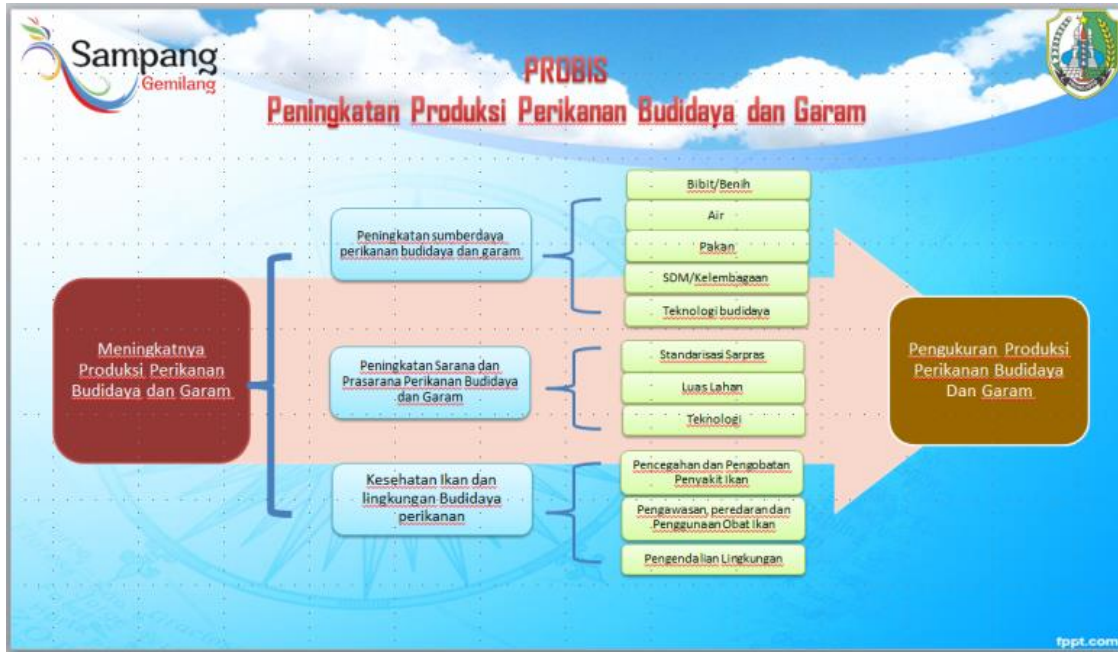 Sampang
Gemilang
PROBIS
Peningkatan Produksi Perikanan Budidaya dan Garam
Meningkatnya
Produksi Perikanan
Budidaya dan Garam
Peningkatan sumberdaya
perikanan budidaya dan garam
Bibit/Benih
Air
Pakan
SDM/Kelembagaan
Teknologi budidaya
Peningkatan Sarana dan
Prasarana Perikanan Budidaya
dan Garam
Standarisasi Sarpras
Luas Lahan
Teknologi
Kesehatan Ikan dan
lingkungan Budidaya
perikanan
Pencegahan dan Pengobatan
Penyakit Ikan
Pengawasan, peredaran dan
Penggunaan Obat Ikan
Pengendalian Lingkungan
Pengukuran Produksi
Perikanan Budidaya
Dan Garam
fppt.com